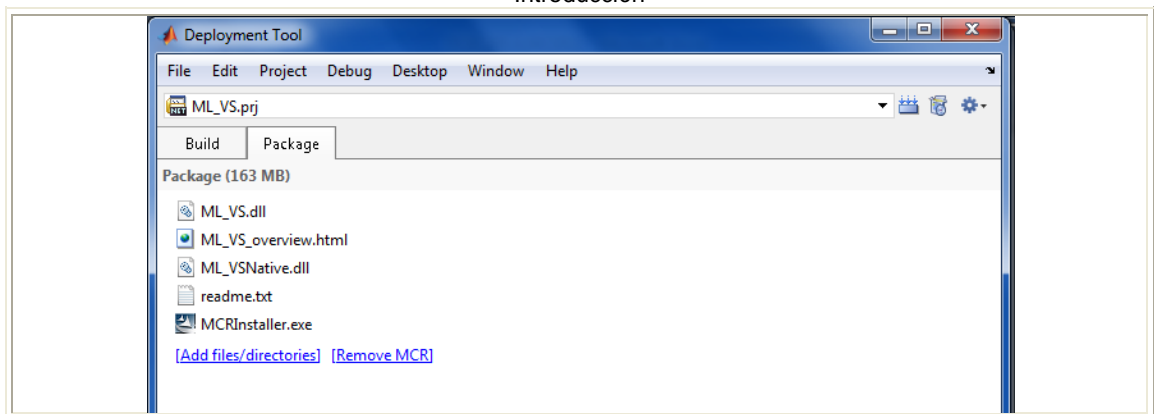 Introducción
Deployment Tool
File Edit Project Debug Desktop Window Help
ML_VS.prj
Build Package
Package (163 MB)
ML_VS.dll
ML_VS_overview.html
ML_VSNative.dll
readme.txt
MCRInstaller.exe
[Add files/directories] [Remove MCR]